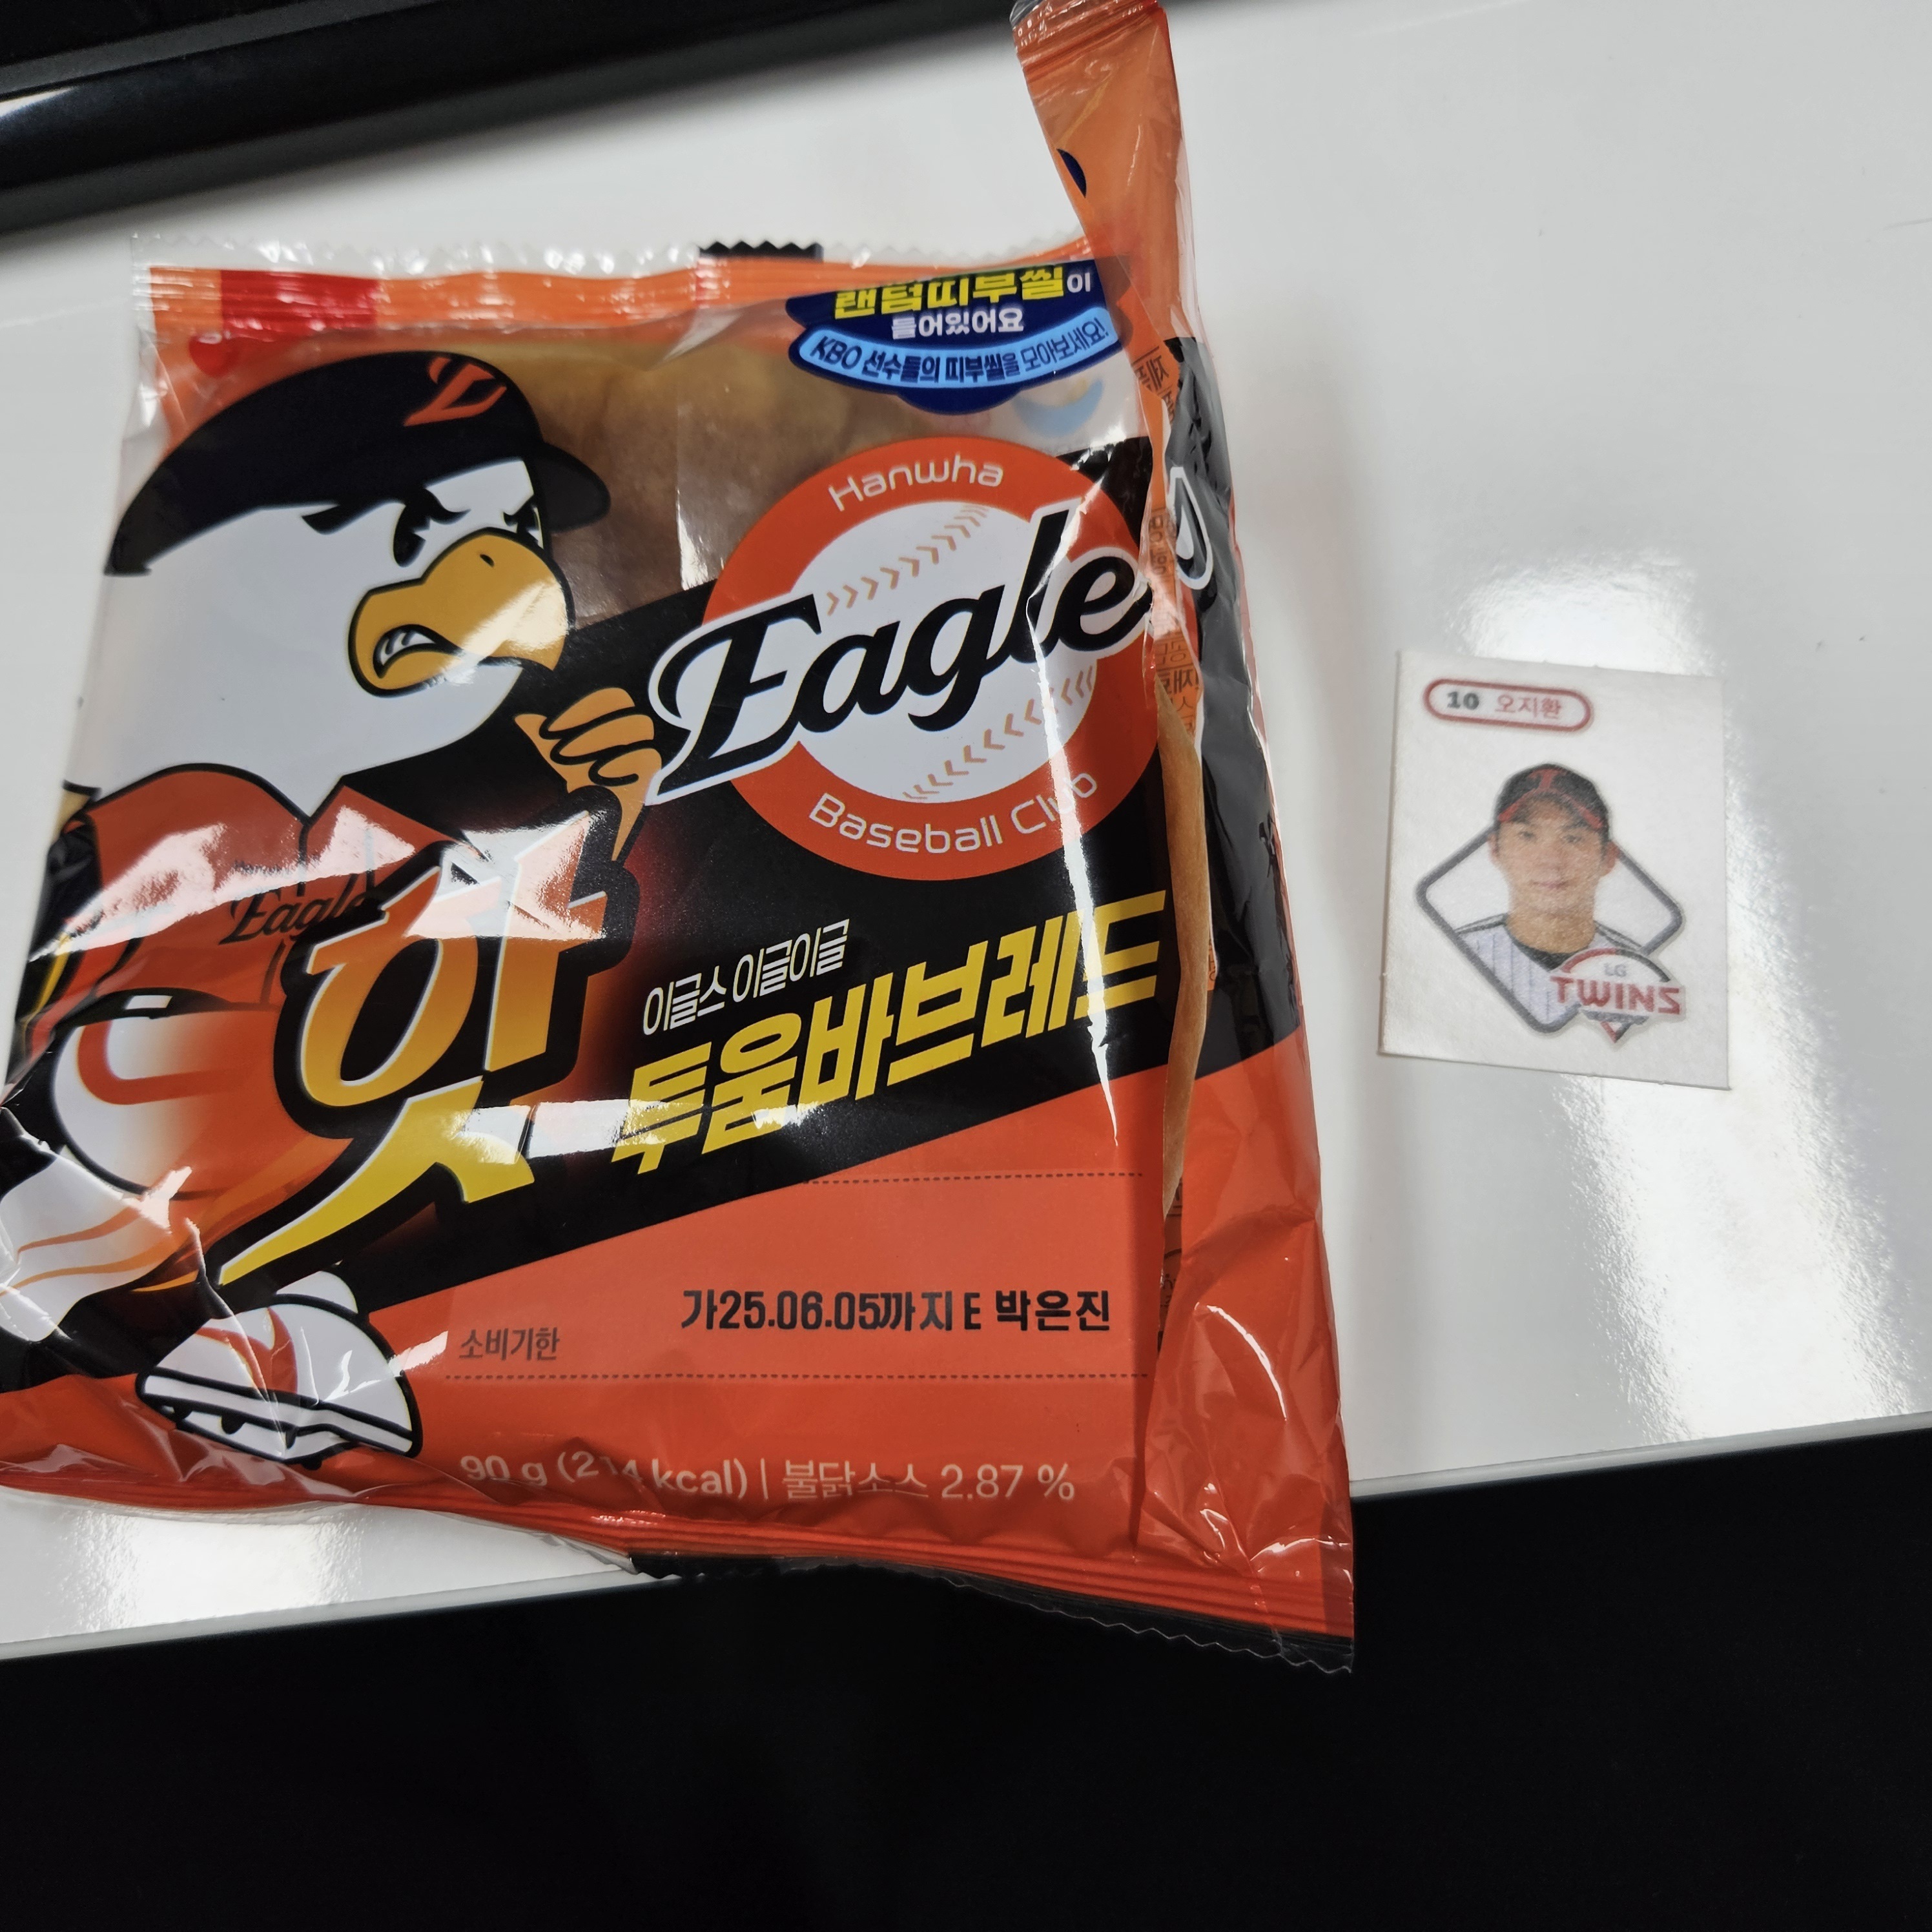 랜덤띠부씰이
들어있어요
KBO 선수들의 띠부씰을 모아보세요!
Hanwha
Eagles
Baseball Club
Eagles
핫
이글스 이글이글
투움바브레드
소비기한
가25.06.05까지 E 박은진
90 g (214 kcal) | 불닭소스 2.87 %
10 오지환
LG
TWINS